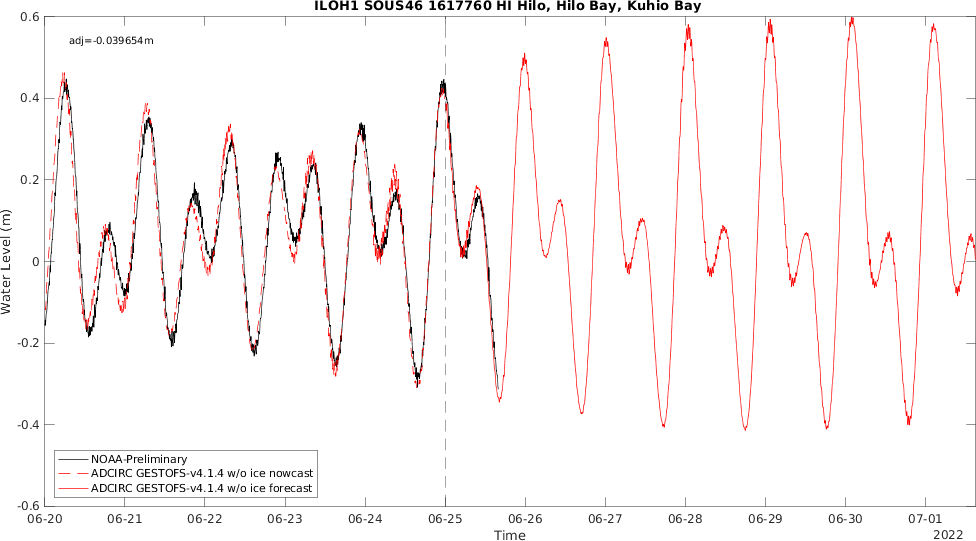 ILOH1 SOUS46 1617760 HI Hilo, Hilo Bay, Kuhio Bay
adj=-0.039654m
0.6
0.4
0.2
0
-0.2
-0.4
-0.6
Water Level (m)
NOAA-Preliminary
ADCIRC GESTOFS-v4.1.4 w/o ice nowcast
ADCIRC GESTOFS-v4.1.4 w/o ice forecast
06-20 06-21 06-22 06-23 06-24 06-25 06-26 06-27 06-28 06-29 06-30 07-01
Time
2022